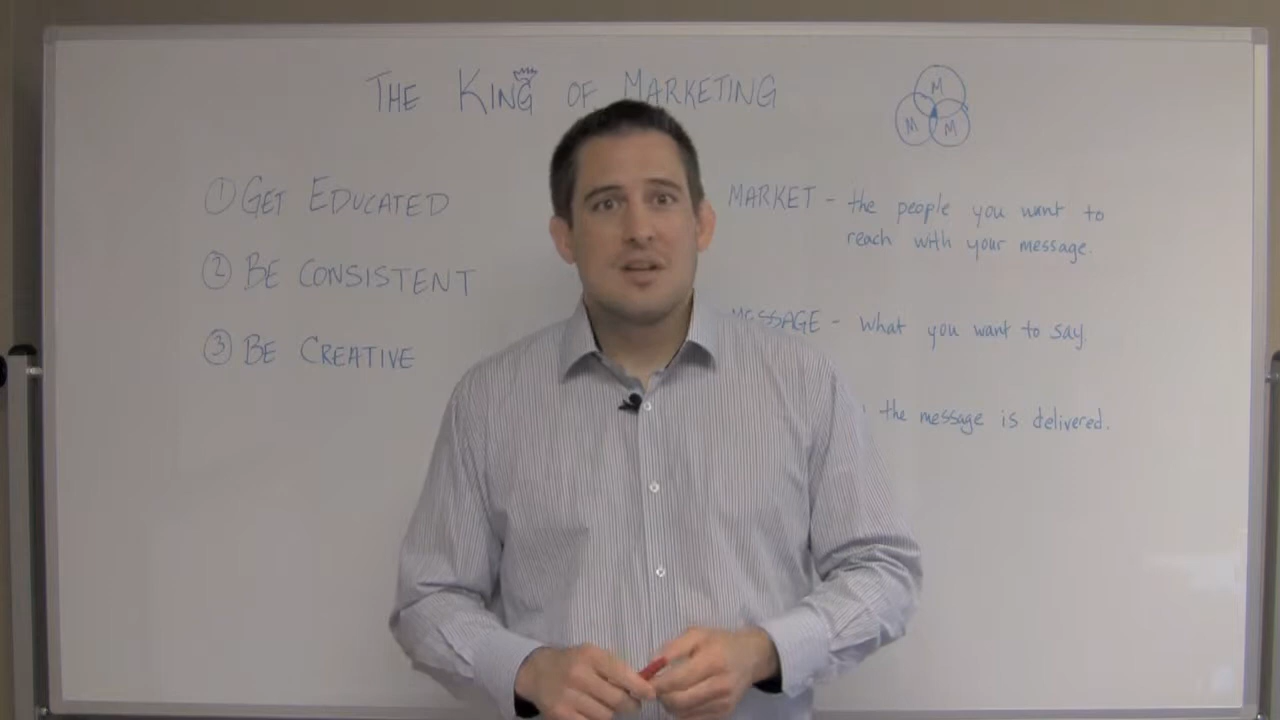 THE KING OF MARKETING
M
M M
① GET EDUCATED
② BE CONSISTENT
③ BE CREATIVE
MARKET - the people you want to
reach with your message.
MESSAGE - what you want to say.
the message is delivered.